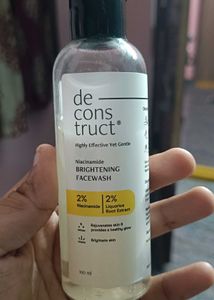 de
cons
truct®
Highly Effective Yet Gentle
Niacinamide
BRIGHTENING
FACEWASH
2%
Niacinamide
2%
Liquorice
Root Extract
Rejuvenates skin &
provides a healthy glow
Brightens skin